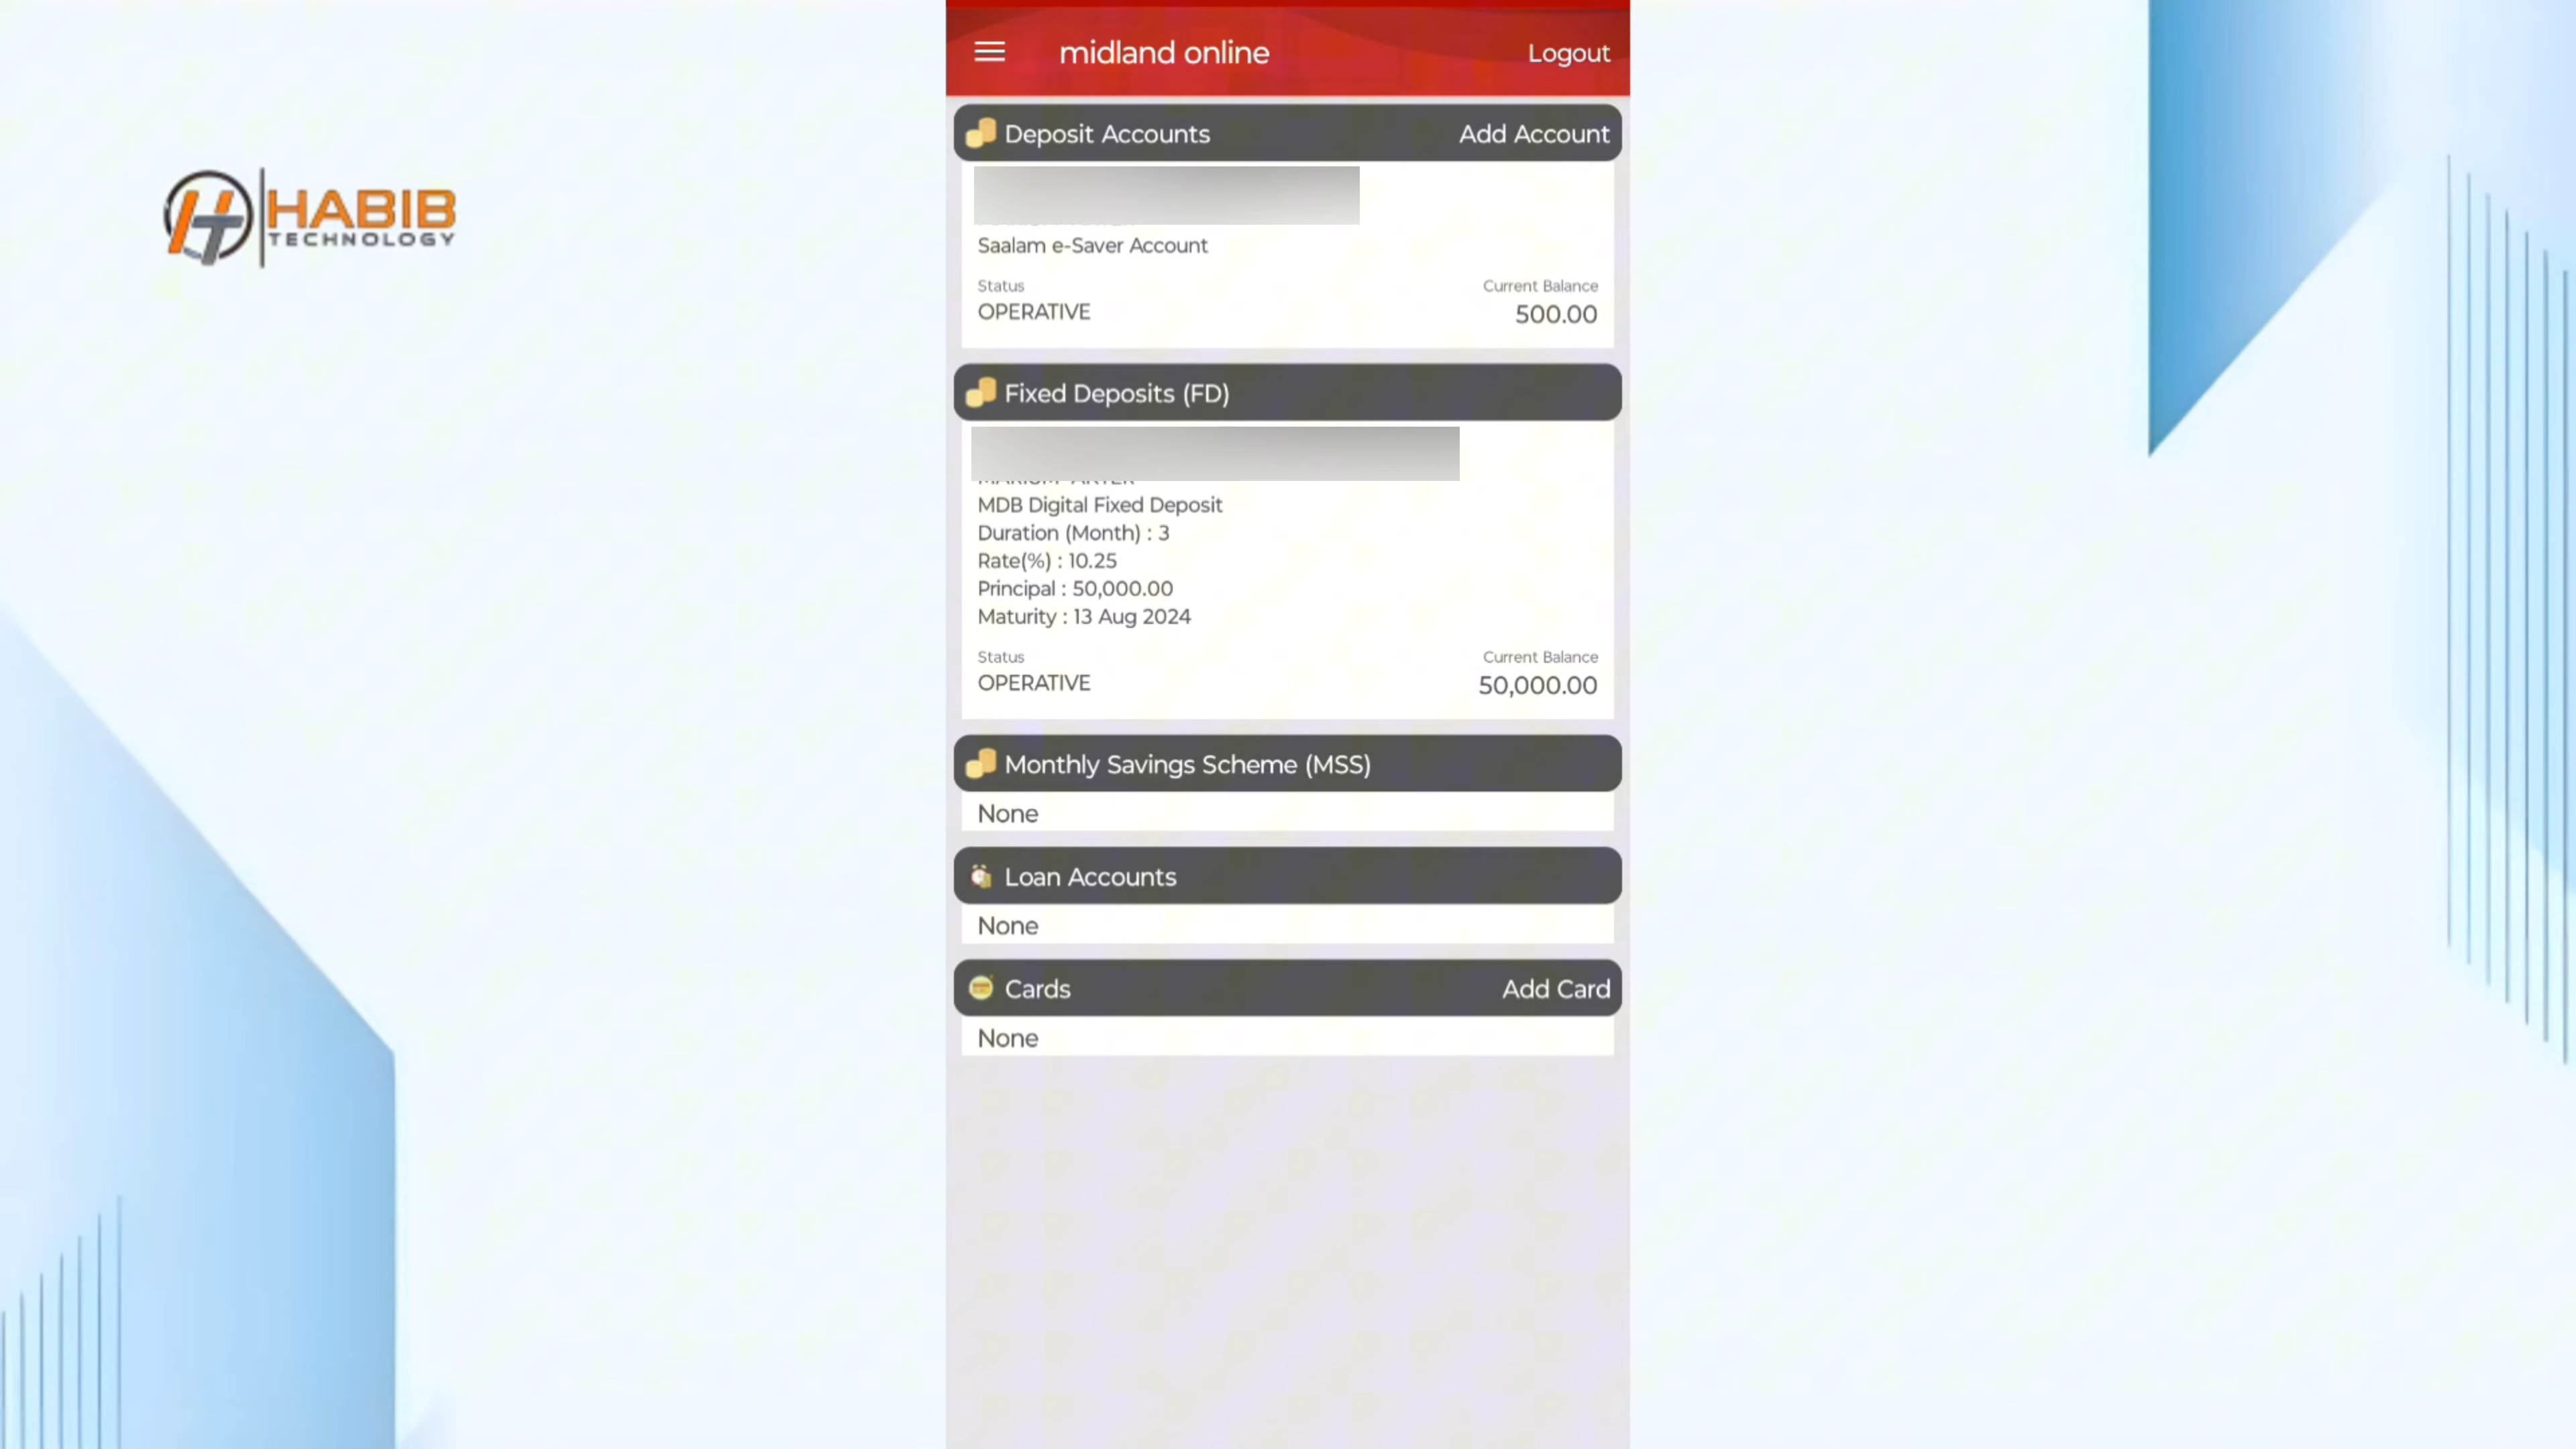 midland online
Logout
HABIB
TECHNOLOGY
Deposit Accounts
Add Account
Saalam e-Saver Account
Status
Current Balance
OPERATIVE
500.00
Fixed Deposits (FD)
MDB Digital Fixed Deposit
Duration (Month) : 3
Rate(%) : 10.25
Principal : 50,000.00
Maturity : 13 Aug 2024
Status
Current Balance
OPERATIVE
50,000.00
Monthly Savings Scheme (MSS)
None
Loan Accounts
None
Cards
Add Card
None